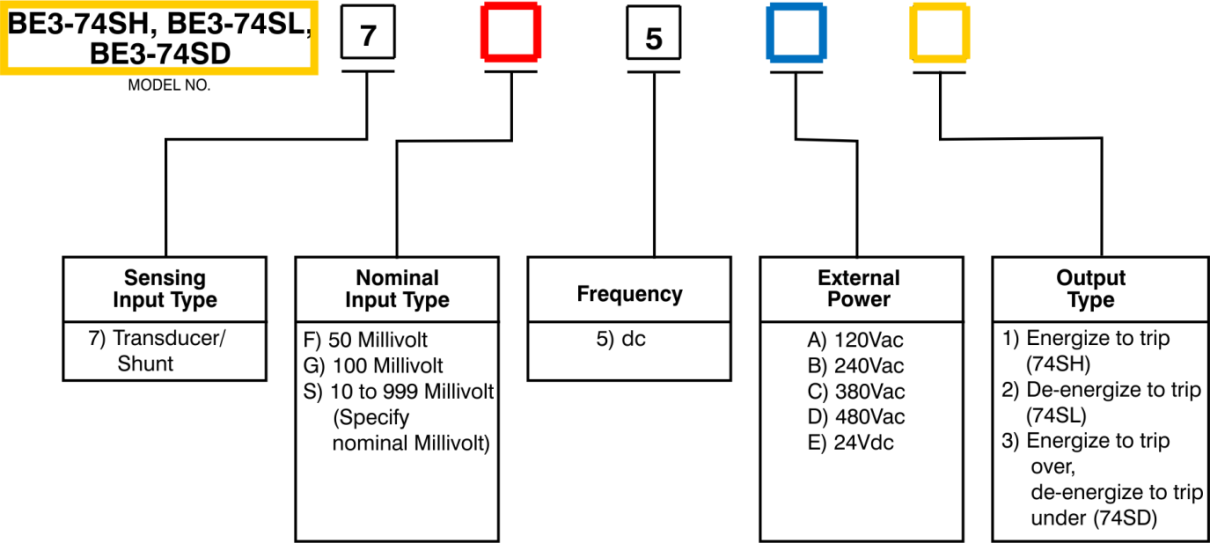 BE3-74SH, BE3-74SL,
BE3-74SD
MODEL NO.
7
5
Sensing
Input Type
7) Transducer/
Shunt
Nominal
Input Type
F) 50 Millivolt
G) 100 Millivolt
S) 10 to 999 Millivolt
(Specify
nominal Millivolt)
Frequency
5) dc
External
Power
A) 120Vac
B) 240Vac
C) 380Vac
D) 480Vac
E) 24Vdc
Output
Type
1) Energize to trip
(74SH)
2) De-energize to trip
(74SL)
3) Energize to trip
over,
de-energize to trip
under (74SD)